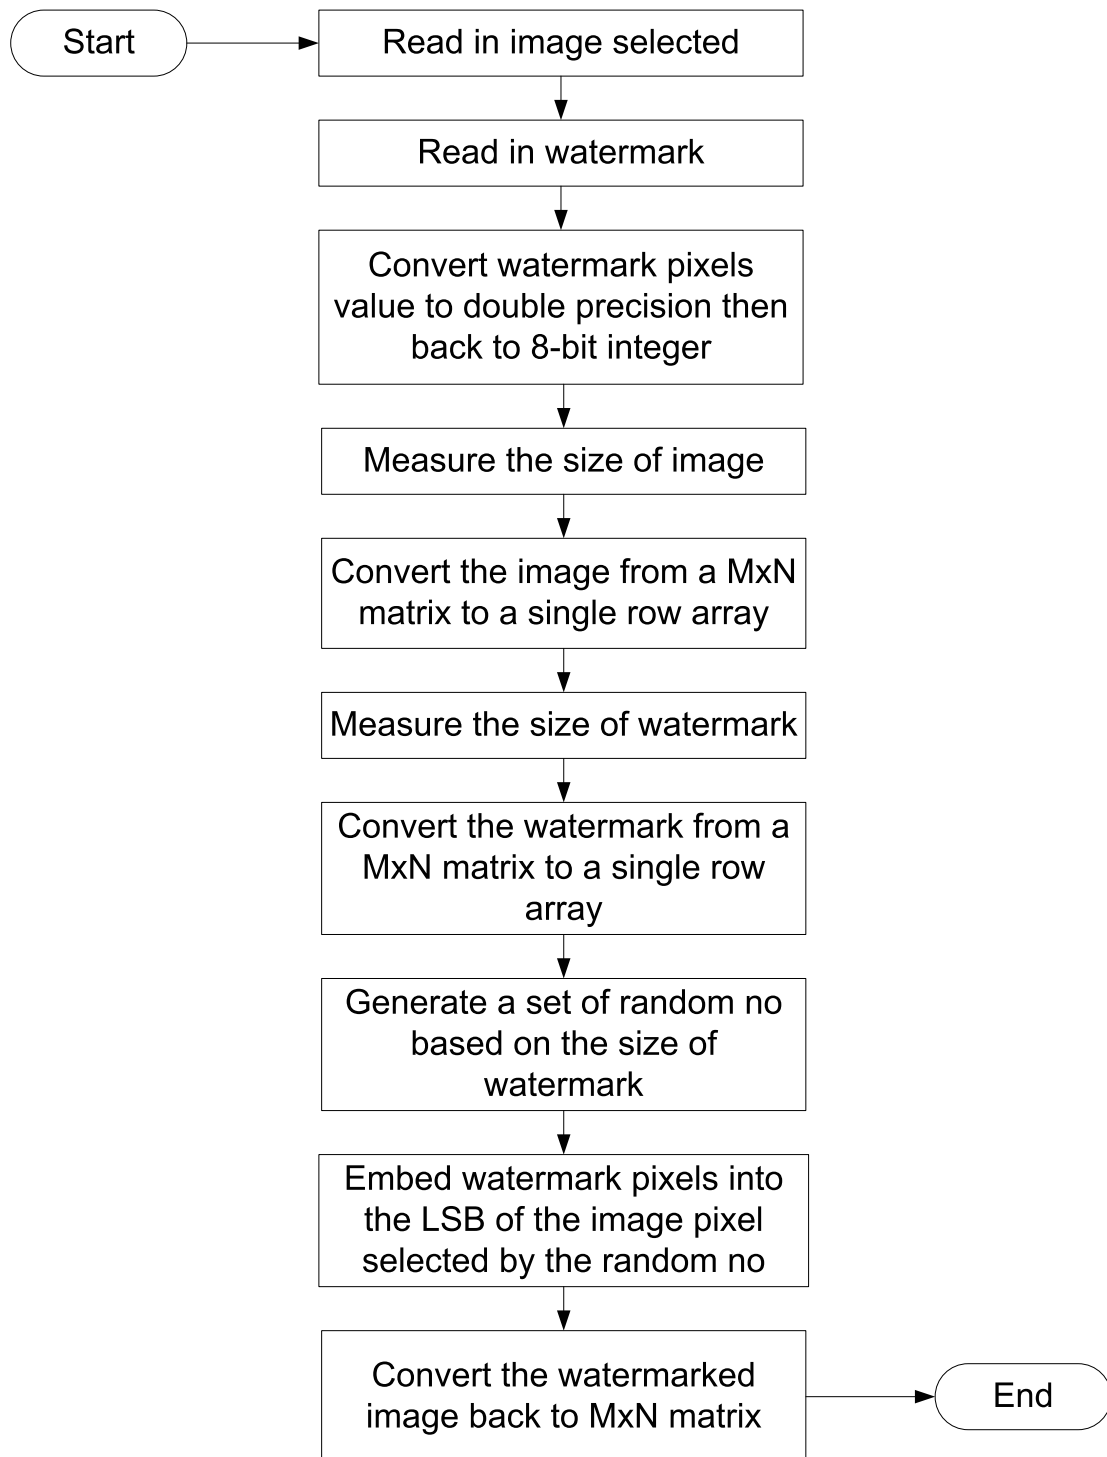 Start
Read in image selected
Read in watermark
Convert watermark pixels
value to double precision then
back to 8-bit integer
Measure the size of image
Convert the image from a MxN
matrix to a single row array
Measure the size of watermark
Convert the watermark from a
MxN matrix to a single row
array
Generate a set of random no
based on the size of
watermark
Embed watermark pixels into
the LSB of the image pixel
selected by the random no
Convert the watermarked
image back to MxN matrix
End